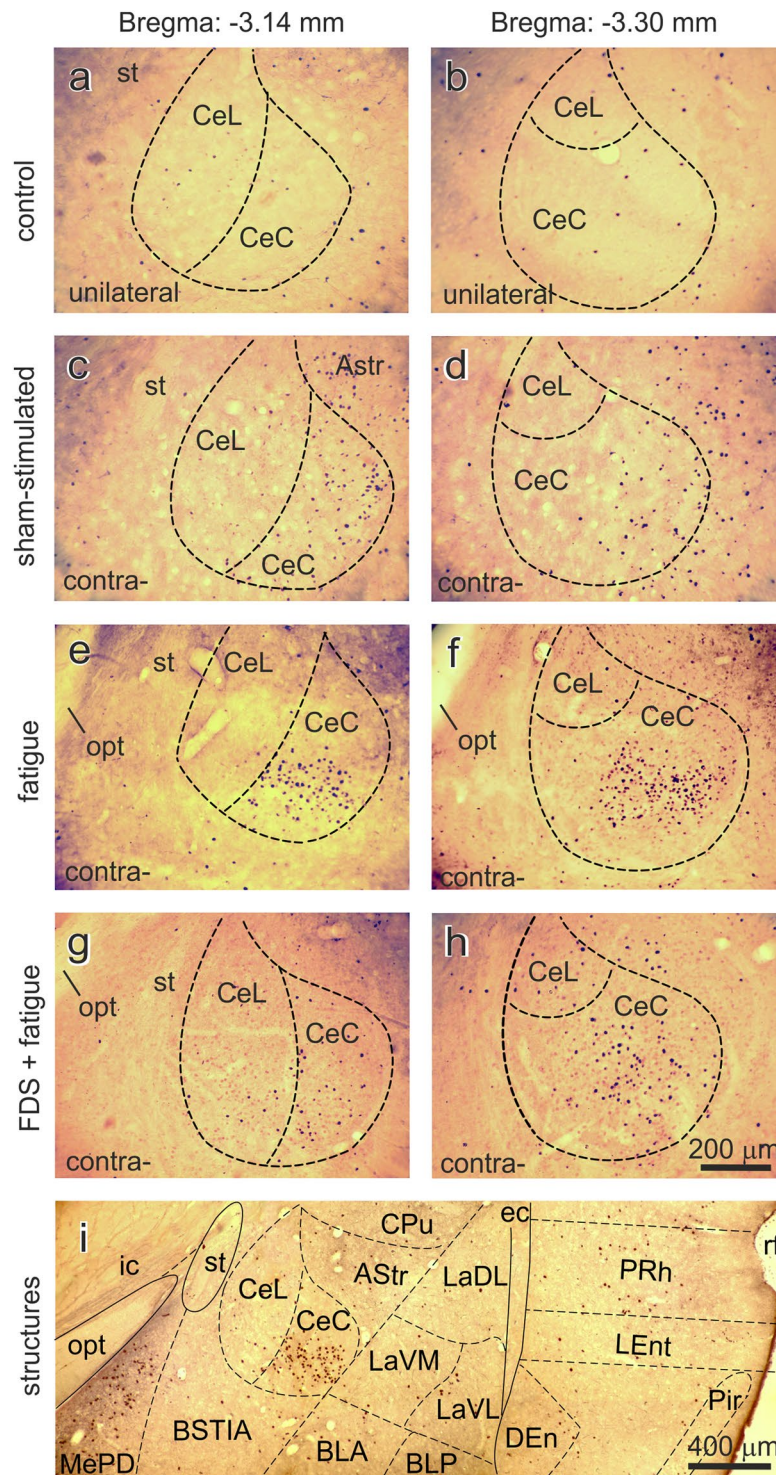 Bregma: -3.14 mm
Bregma: -3.30 mm
control
a
st
CeL
CeC
unilateral
b
CeL
CeC
unilateral
sham-stimulated
c
st
Astr
CeL
CeC
contra-
d
CeL
CeC
contra-
fatigue
e
st
CeL
CeC
opt
contra-
f
CeL
CeC
opt
contra-
FDS + fatigue
g
st
opt
CeL
CeC
contra-
h
CeL
CeC
contra-
200 μm
structures
i
ic
st
opt
CeL
CeC
CPu
AStr
LaDL
ec
PRh
rf
LEnt
LaVM
LaVL
Pir
MePD
BSTIA
BLA
BLP
DEn
400 μm